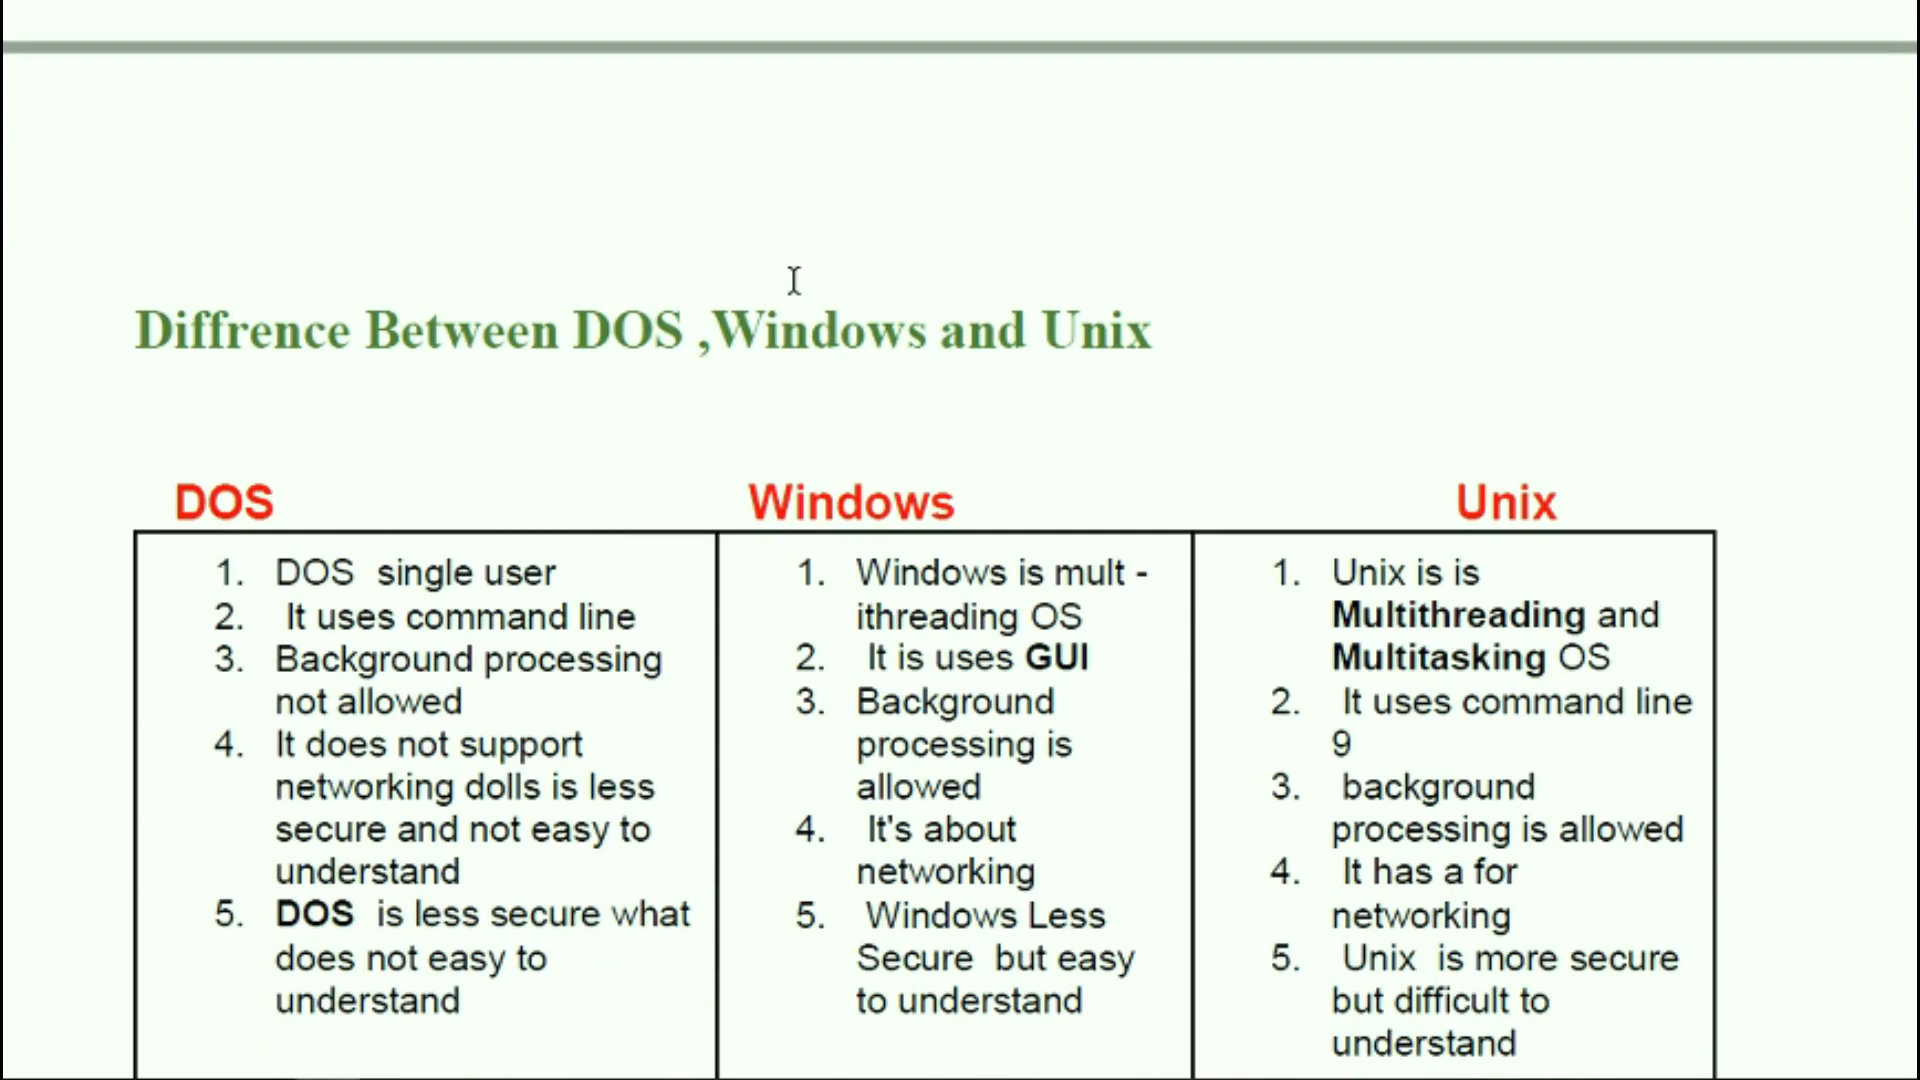 Diffrence Between DOS ,Windows and Unix
DOS
Windows
Unix
1. DOS single user
2. It uses command line
3. Background processing
not allowed
4. It does not support
networking dolls is less
secure and not easy to
understand
5. DOS is less secure what
does not easy to
understand
1. Windows is mult -
ithreading OS
2. It is uses GUI
3. Background
processing is
allowed
4. It's about
networking
5. Windows Less
Secure but easy
to understand
1. Unix is is
Multithreading and
Multitasking OS
2. It uses command line
9
3. background
processing is allowed
4. It has a for
networking
5. Unix is more secure
but difficult to
understand